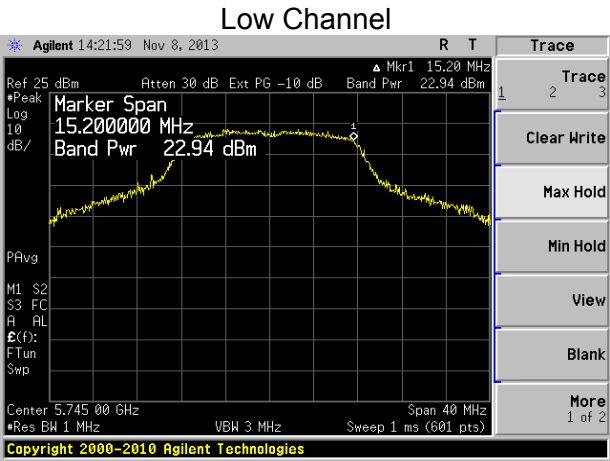 Low Channel
Agilent 14:21:59 Nov 8, 2013 R T Trace
Δ Mkr1 15.20 MHz
Ref 25 dBm Atten 30 dB Ext PG -10 dB Band Pwr 22.94 dBm
#Peak
Log
10
dB/
Marker Span
15.200000 MHz
Band Pwr 22.94 dBm
1
PAvg
M1 S2
S3 FC
A AL
£(f):
FTun
Swp
Center 5.745 00 GHz Span 40 MHz
#Res BW 1 MHz VBW 3 MHz Sweep 1 ms (601 pts)
Copyright 2000-2010 Agilent Technologies
Trace
1 2 3
Clear Write
Max Hold
Min Hold
View
Blank
More
1 of 2